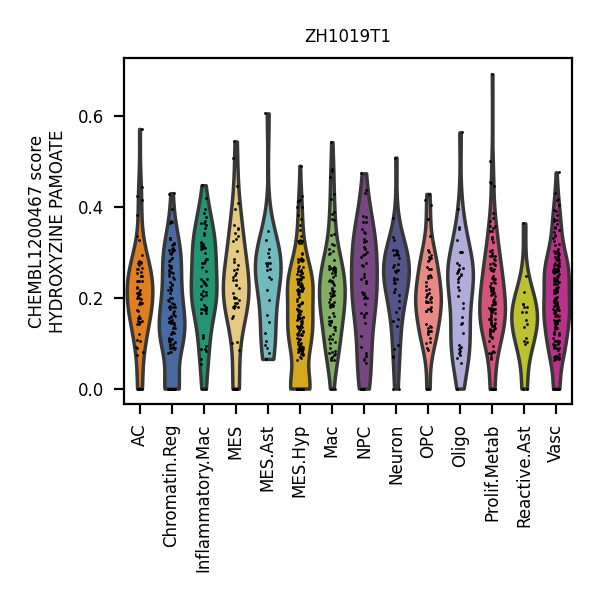 ZH1019T1
CHEMBL1200467 score
HYDROXYZINE PAMOATE
0.6
0.4
0.2
0.0
AC
Chromatin.Reg
Inflammatory.Mac
MES
MES.Ast
MES.Hyp
Mac
NPC
Neuron
OPC
Oligo
Prolif.Metab
Reactive.Ast
Vasc